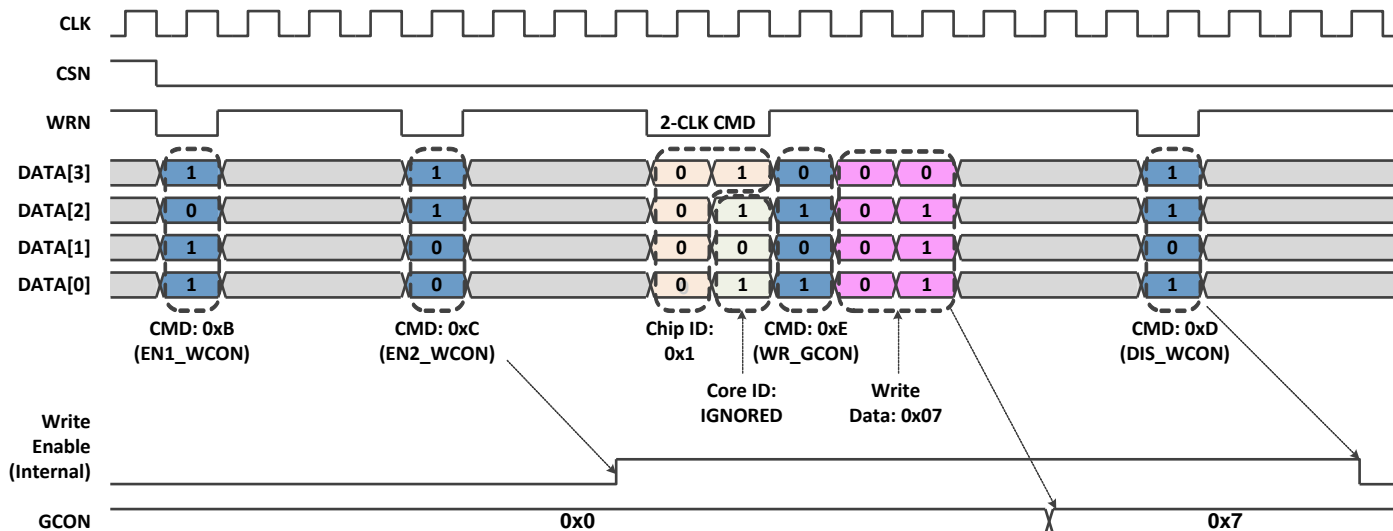 CLK
CSN
WRN 2-CLK CMD
DATA[3] 1 1 0 1 0 0 0 1
DATA[2] 0 1 0 1 1 0 1 1
DATA[1] 1 0 0 0 0 0 1 0
DATA[0] 1 0 0 1 1 0 1 1
CMD: 0xB
(EN1_WCON)
CMD: 0xC
(EN2_WCON)
Chip ID:
0x1
CMD: 0xE
(WR_GCON)
CMD: 0xD
(DIS_WCON)
Core ID:
IGNORED
Write
Data: 0x07
Write
Enable
(Internal)
GCON 0x0 0x7